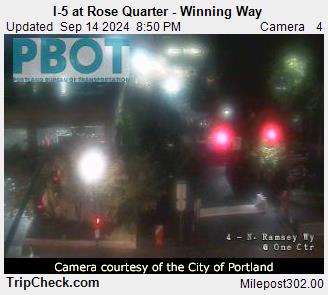 I-5 at Rose Quarter - Winning Way
Updated Sep 14 2024 8:50 PM Camera 4
PBOT
PORTLAND BUREAU OF TRANSPORTATION
4 - N. Ramsey Wy
@ One Ctr
Camera courtesy of the City of Portland
TripCheck.com Milepost302.00